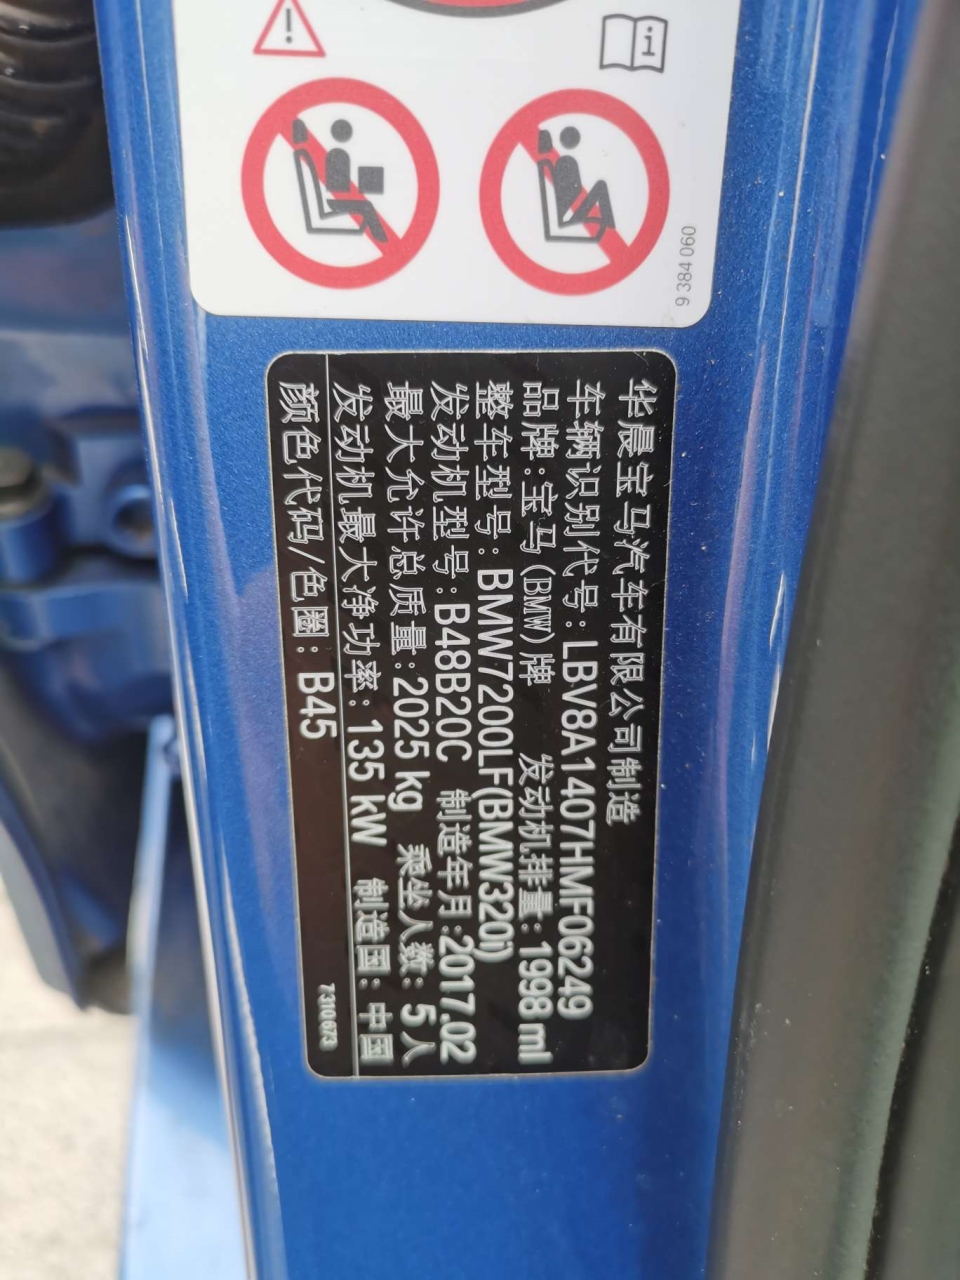 9 384 060
华晨宝马汽车有限公司制造
车辆识别代号:LBV8A1407HMF06249
品牌:宝马(BMW)牌 发动机排量:1998 ml
整车型号:BMW7200LF(BMW320i)
发动机型号:B48B20C 制造年月:2017.02
最大允许总质量:2025 kg 乘坐人数:5人
发动机最大净功率:135 kW 制造国:中国
颜色代码/色圈:B45 7310673